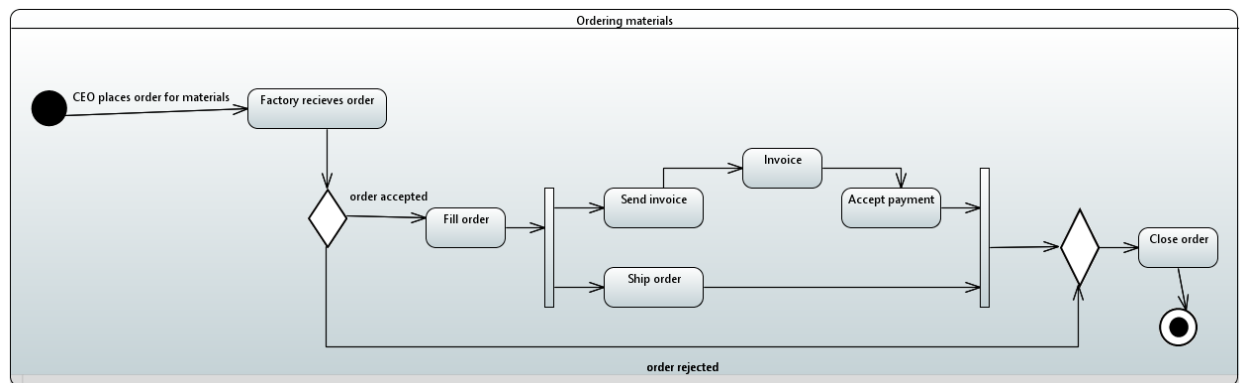 Ordering materials
CEO places order for materials
Factory recieves order
order accepted
Fill order
Send invoice
Invoice
Accept payment
Ship order
Close order
order rejected